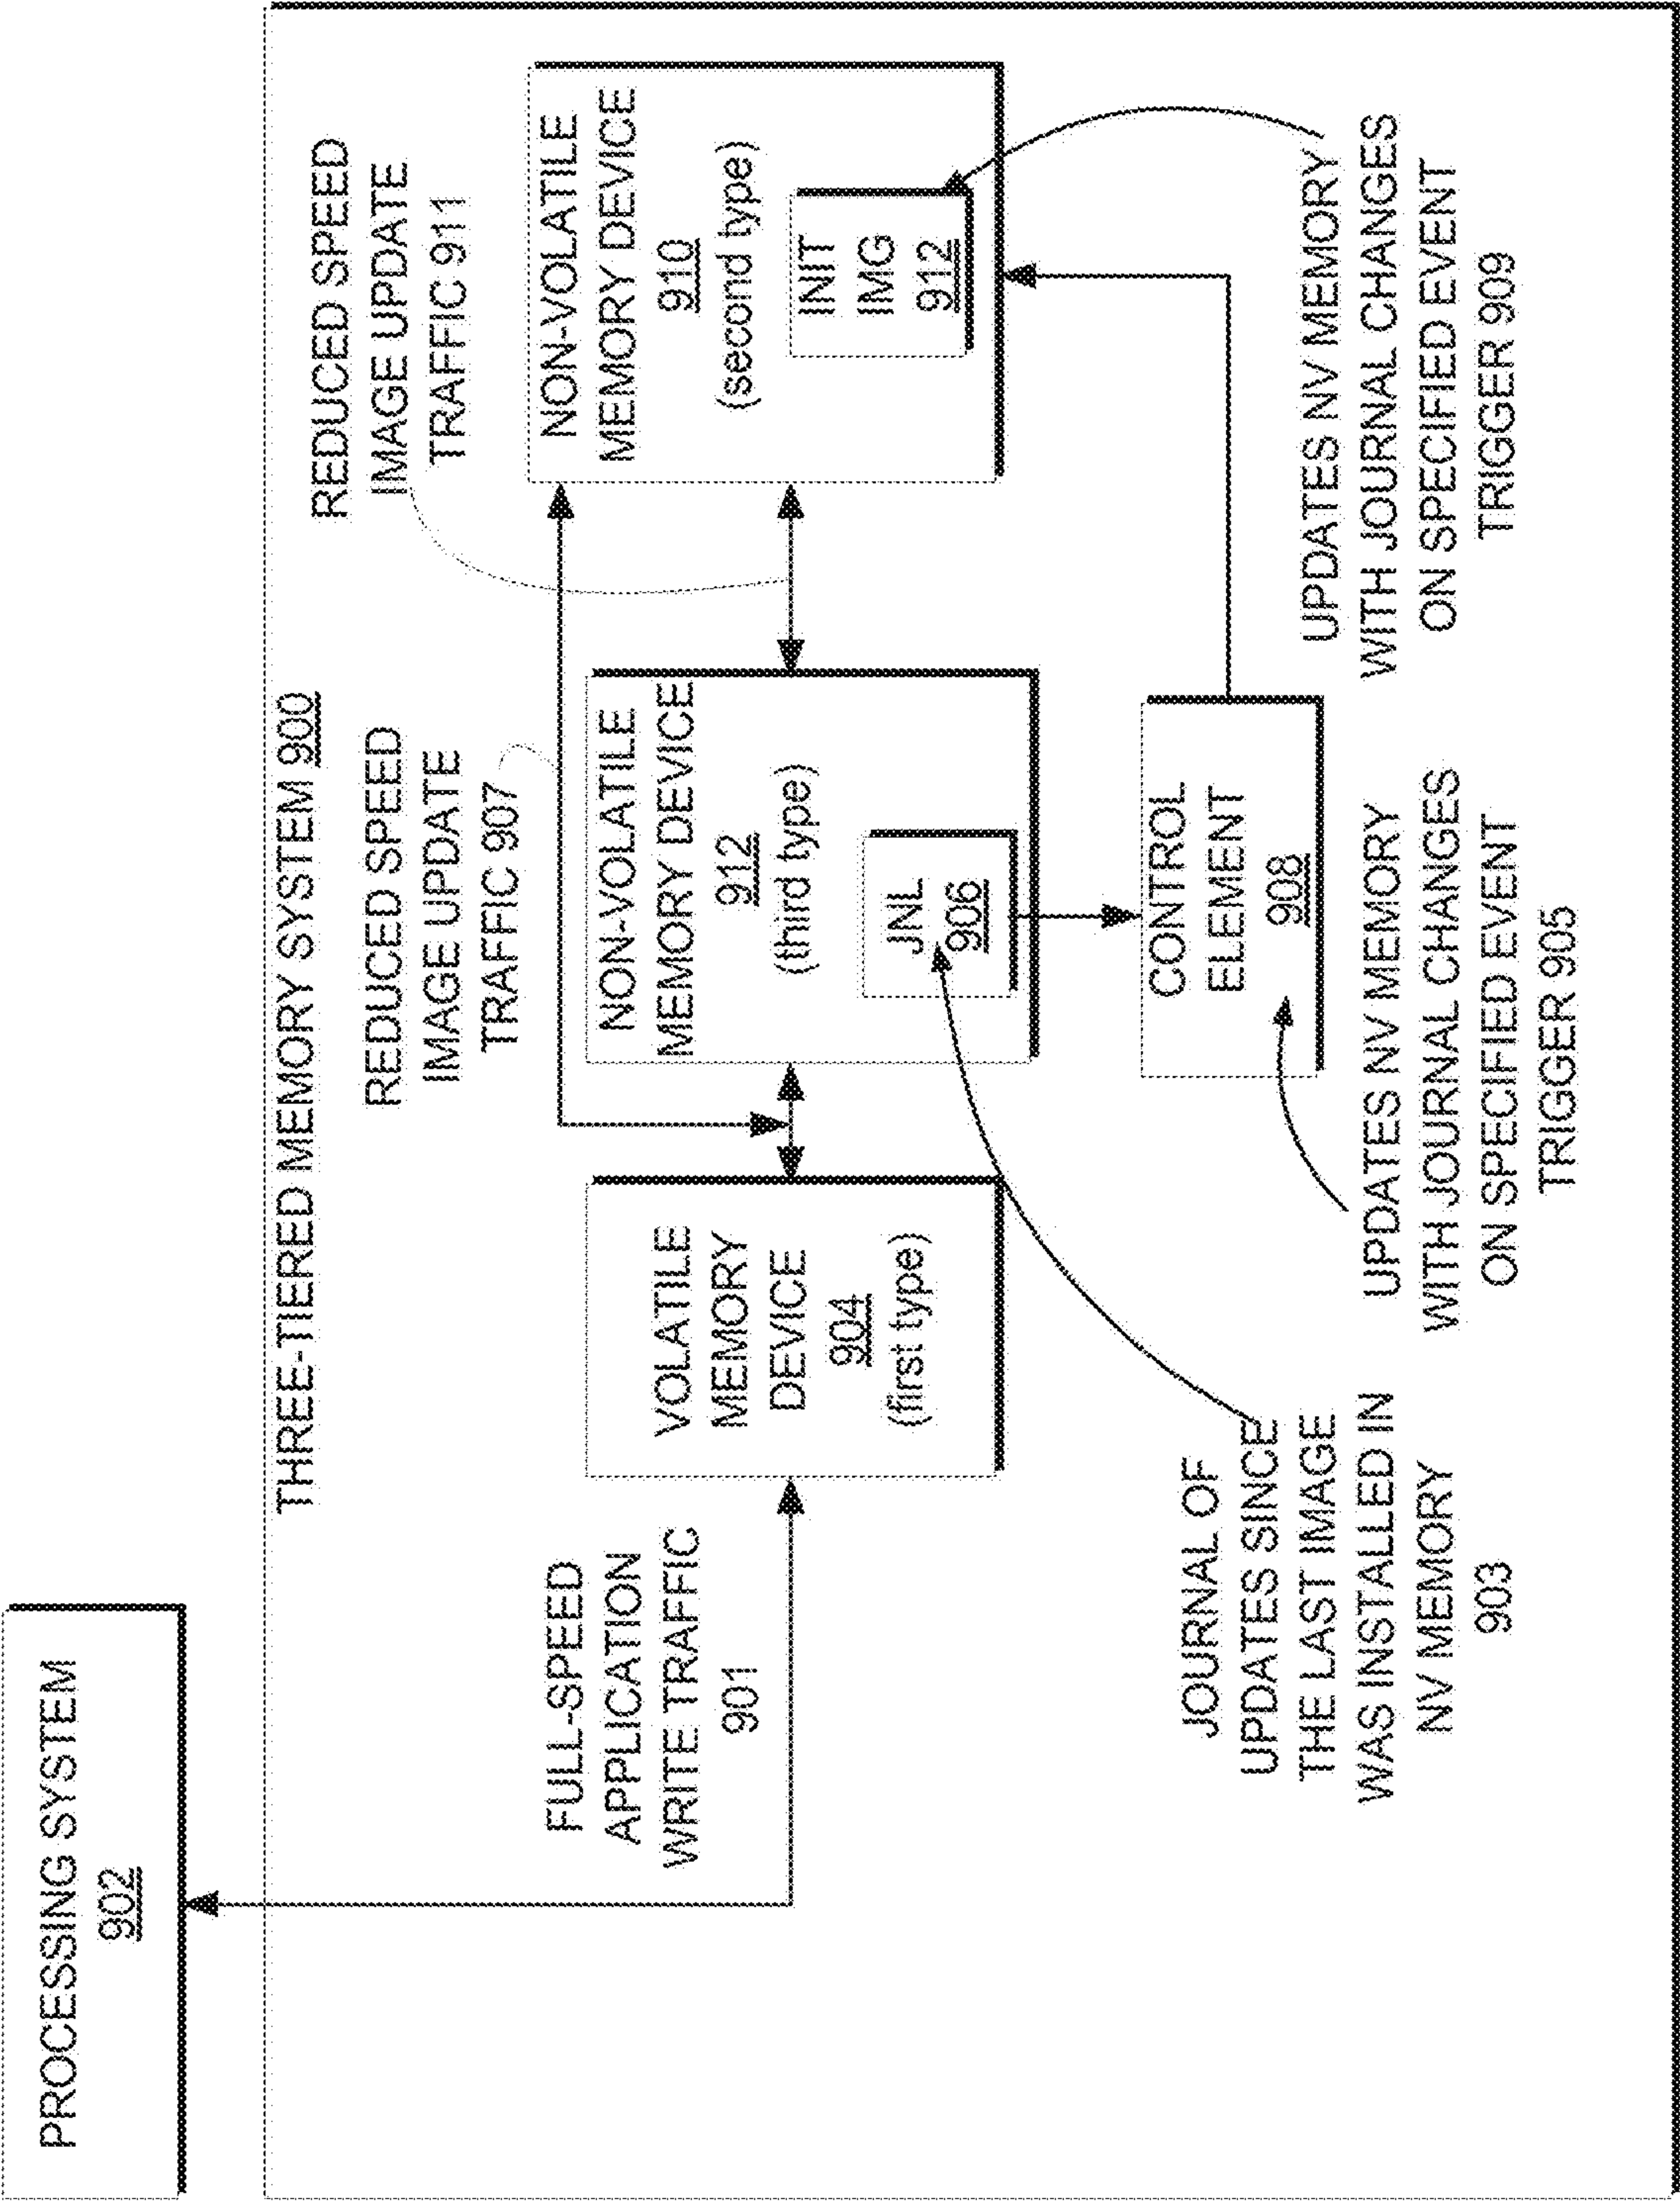 PROCESSING SYSTEM
902
THREE-TIERED MEMORY SYSTEM 900
FULL-SPEED
APPLICATION
WRITE TRAFFIC
901
VOLATILE
MEMORY
DEVICE
904
(first type)
REDUCED SPEED
IMAGE UPDATE
TRAFFIC 907
NON-VOLATILE
MEMORY DEVICE
912
(third type)
JNL
906
REDUCED SPEED
IMAGE UPDATE
TRAFFIC 911
NON-VOLATILE
MEMORY DEVICE
910
(second type)
INIT
IMG
912
CONTROL
ELEMENT
908
JOURNAL OF
UPDATES SINCE
THE LAST IMAGE
WAS INSTALLED IN
NV MEMORY
903
UPDATES NV MEMORY
WITH JOURNAL CHANGES
ON SPECIFIED EVENT
TRIGGER 905
UPDATES NV MEMORY
WITH JOURNAL CHANGES
ON SPECIFIED EVENT
TRIGGER 909